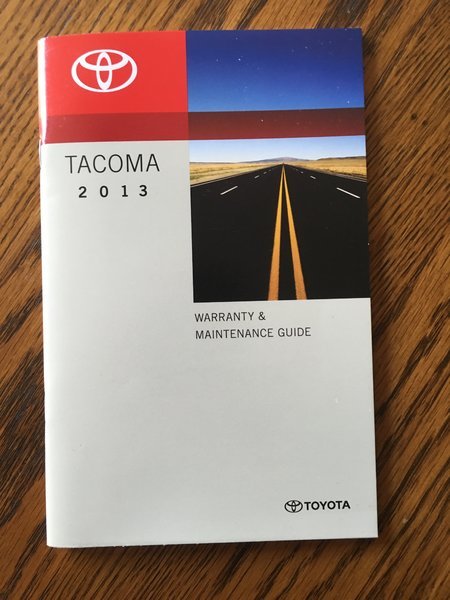 TACOMA
2013
WARRANTY &
MAINTENANCE GUIDE
TOYOTA